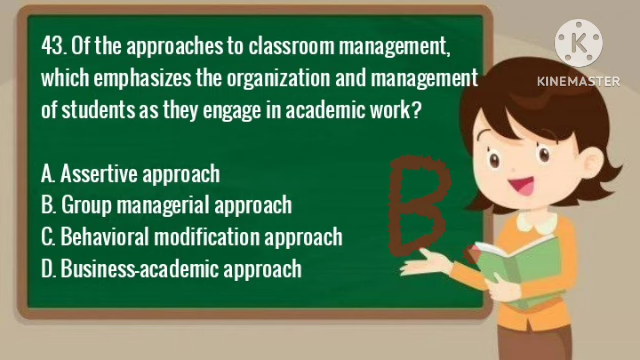 43. Of the approaches to classroom management,
which emphasizes the organization and management
of students as they engage in academic work?
A. Assertive approach
B. Group managerial approach
C. Behavioral modification approach
D. Business-academic approach
B
K
KINEMASTER